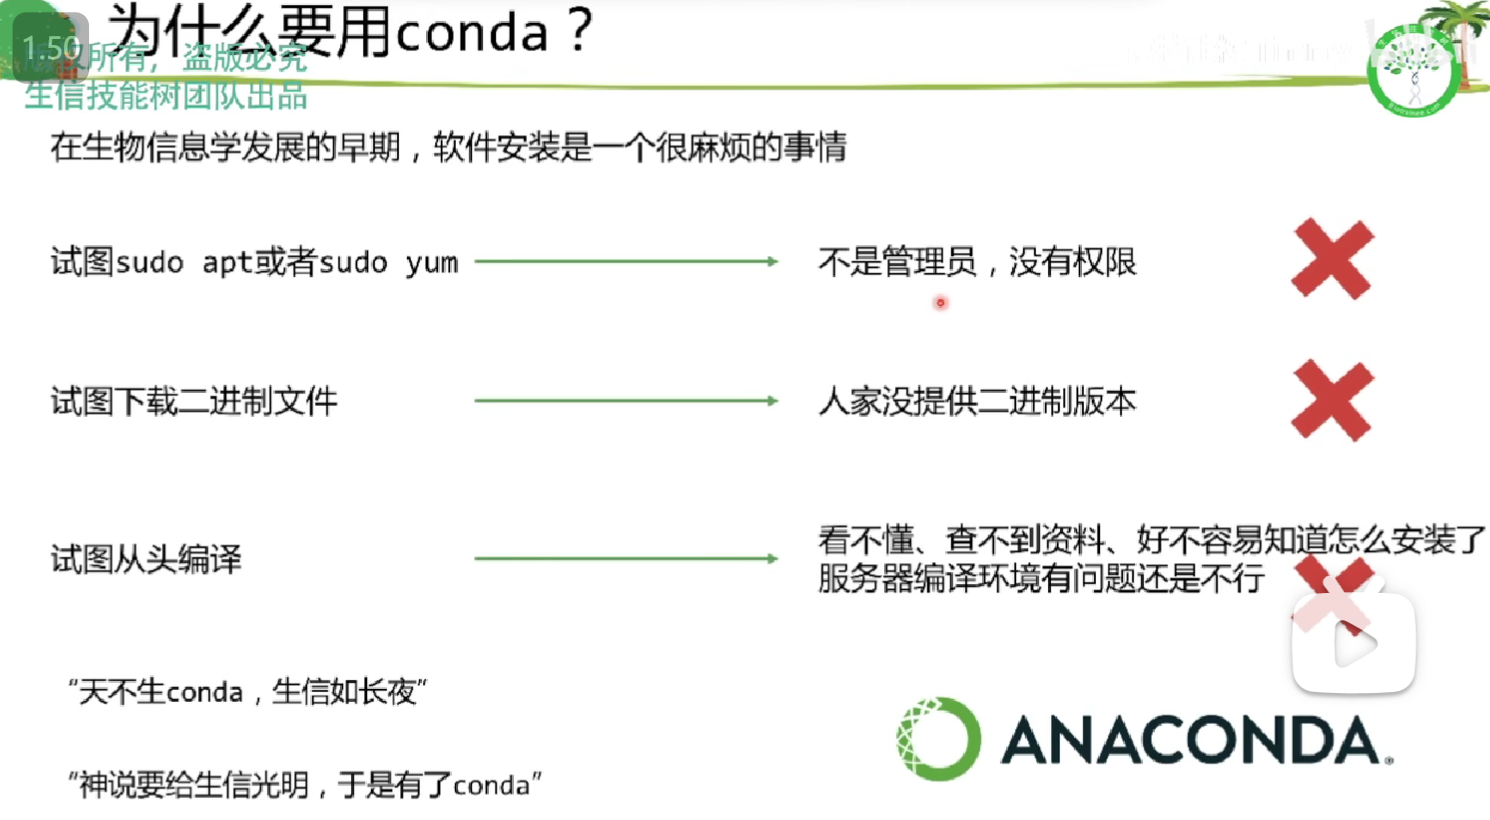 为什么要用conda？
1.50
所有，盗版必究
生信技能树团队出品
在生物信息学发展的早期，软件安装是一个很麻烦的事情
试图sudo apt或者sudo yum
不是管理员，没有权限
试图下载二进制文件
人家没提供二进制版本
试图从头编译
看不懂、查不到资料、好不容易知道怎么安装了
服务器编译环境有问题还是不行
“天不生conda，生信如长夜”
“神说要给生信光明，于是有了conda”
ANACONDA®